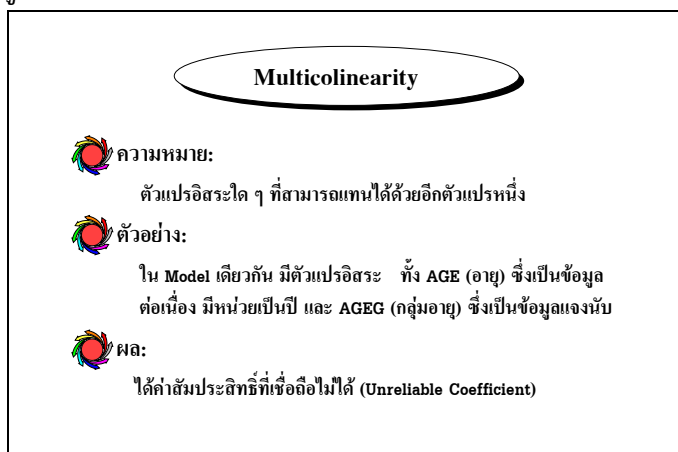 Multicolinearity
ความหมาย:
ตัวแปรอิสระใด ๆ ที่สามารถแทนได้ด้วยอีกตัวแปรหนึ่ง
ตัวอย่าง:
ใน Model เดียวกัน มีตัวแปรอิสระ ทั้ง AGE (อายุ) ซึ่งเป็นข้อมูล
ต่อเนื่อง มีหน่วยเป็นปี และ AGEG (กลุ่มอายุ) ซึ่งเป็นข้อมูลแจงนับ
ผล:
ได้ค่าสัมประสิทธิ์ที่เชื่อถือไม่ได้ (Unreliable Coefficient)